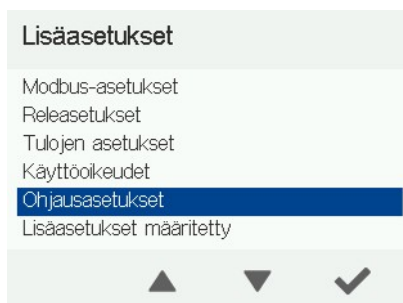 Lisäasetukset
Modbus-asetukset
Releasetukset
Tulojen asetukset
Käyttöoikeudet
Ohjausasetukset
Lisäasetukset määritetty